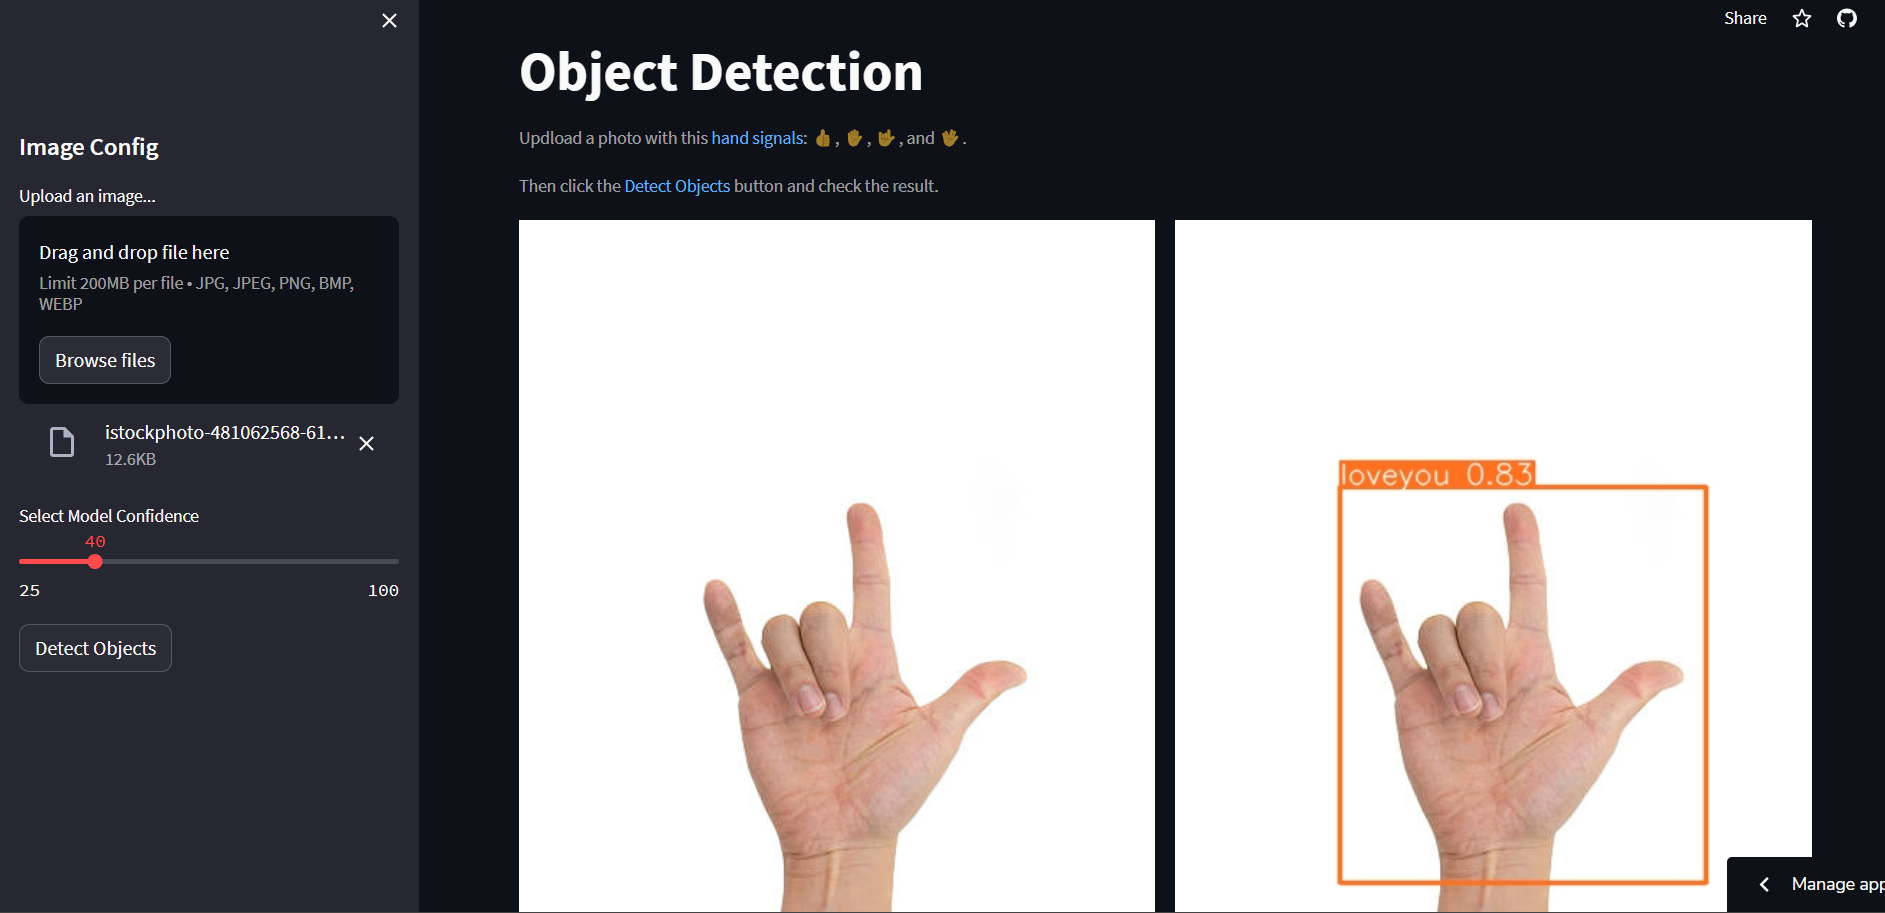 Share
Object Detection
Updload a photo with this hand signals: 👍, ✋, 🤟, and 🖖.
Then click the Detect Objects button and check the result.
Image Config
Upload an image...
Drag and drop file here
Limit 200MB per file • JPG, JPEG, PNG, BMP,
WEBP
Browse files
istockphoto-481062568-61...
12.6KB
Select Model Confidence
40
25
100
Detect Objects
loveyou 0.83
Manage app